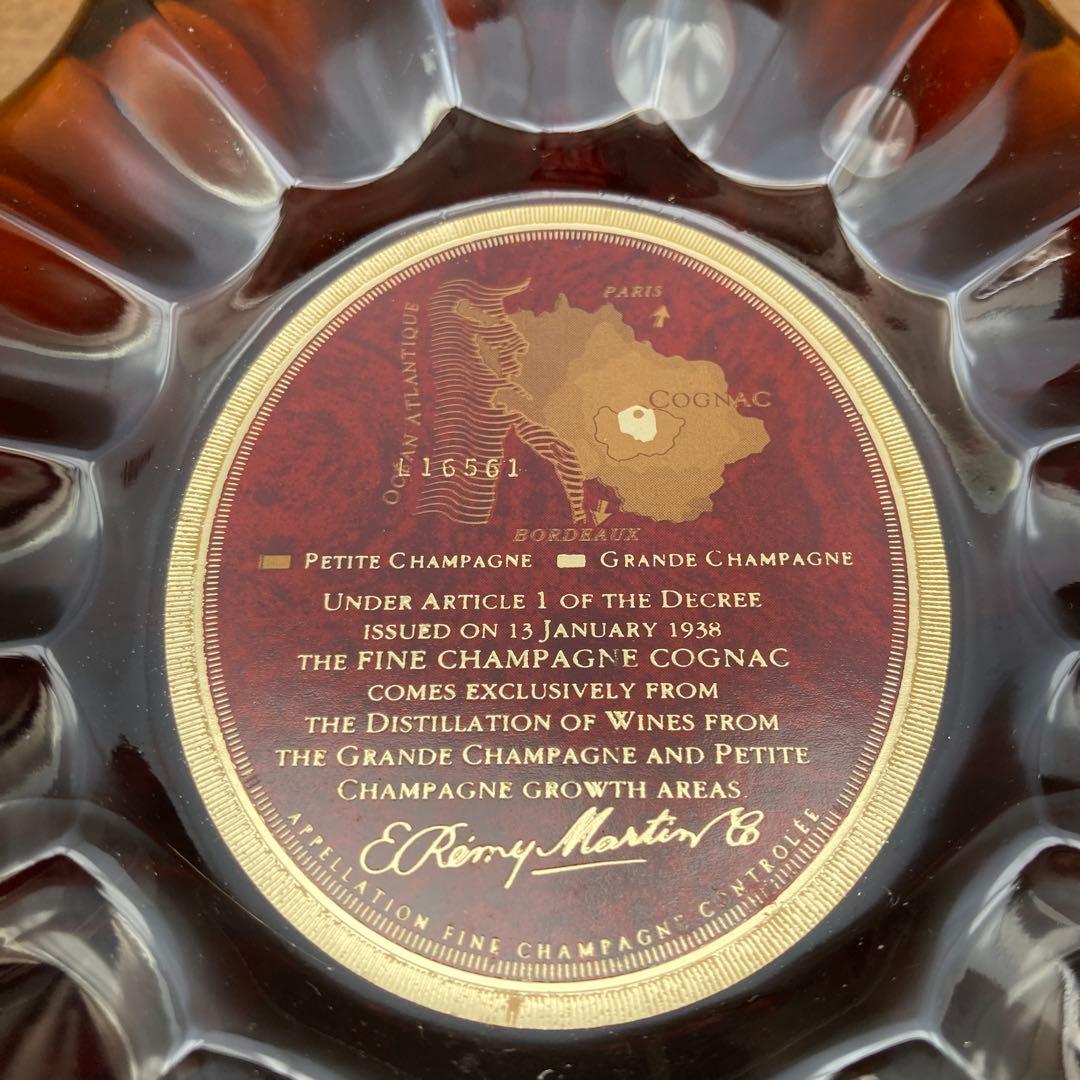 PARIS
OCÉAN ATLANTIQUE
COGNAC
L16561
BORDEAUX
PETITE CHAMPAGNE GRANDE CHAMPAGNE
UNDER ARTICLE 1 OF THE DECREE
ISSUED ON 13 JANUARY 1938
THE FINE CHAMPAGNE COGNAC
COMES EXCLUSIVELY FROM
THE DISTILLATION OF WINES FROM
THE GRANDE CHAMPAGNE AND PETITE
CHAMPAGNE GROWTH AREAS.
E. Rémy Martin & C°
APPELLATION FINE CHAMPAGNE CONTROLÉE